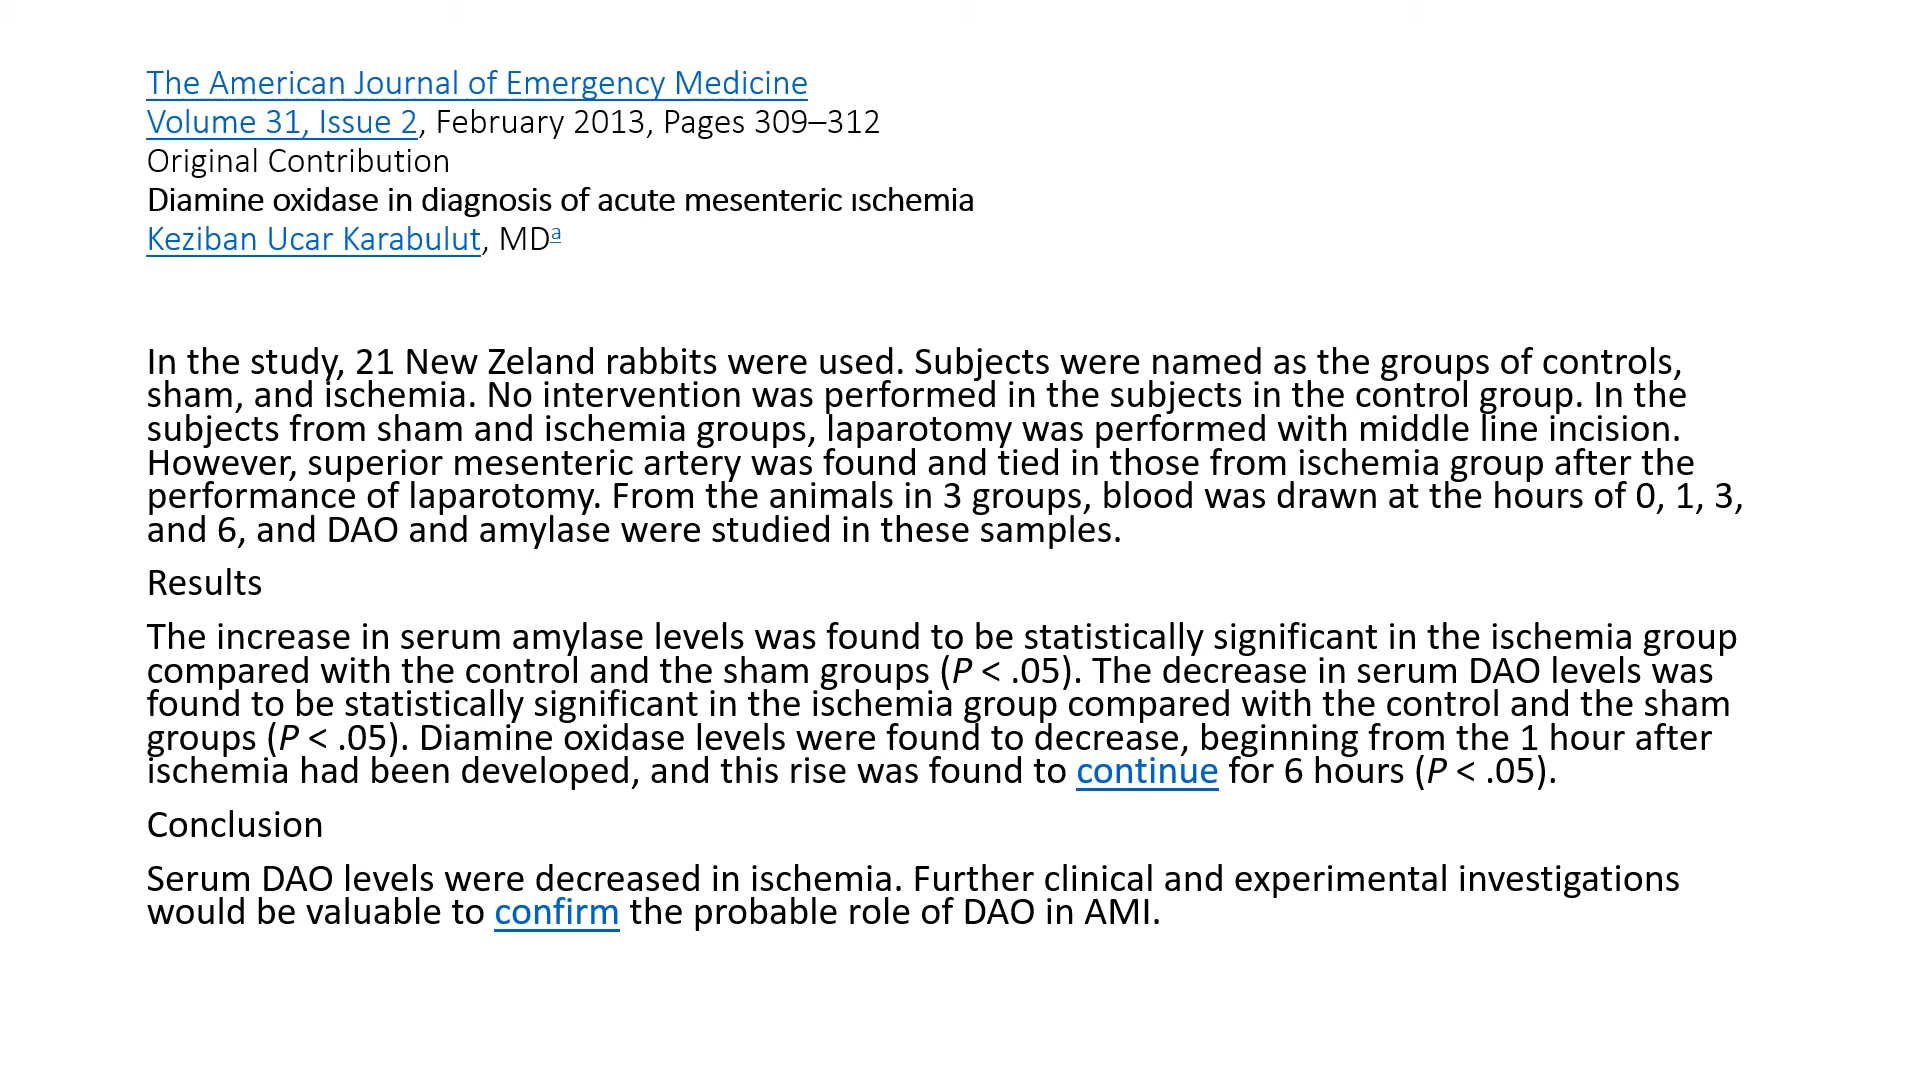 The American Journal of Emergency Medicine
Volume 31, Issue 2, February 2013, Pages 309–312
Original Contribution
Diamine oxidase in diagnosis of acute mesenteric ıschemia
Keziban Ucar Karabulut, MDa
In the study, 21 New Zeland rabbits were used. Subjects were named as the groups of controls,
sham, and ischemia. No intervention was performed in the subjects in the control group. In the
subjects from sham and ischemia groups, laparotomy was performed with middle line incision.
However, superior mesenteric artery was found and tied in those from ischemia group after the
performance of laparotomy. From the animals in 3 groups, blood was drawn at the hours of 0, 1, 3,
and 6, and DAO and amylase were studied in these samples.
Results
The increase in serum amylase levels was found to be statistically significant in the ischemia group
compared with the control and the sham groups (P < .05). The decrease in serum DAO levels was
found to be statistically significant in the ischemia group compared with the control and the sham
groups (P < .05). Diamine oxidase levels were found to decrease, beginning from the 1 hour after
ischemia had been developed, and this rise was found to continue for 6 hours (P < .05).
Conclusion
Serum DAO levels were decreased in ischemia. Further clinical and experimental investigations
would be valuable to confirm the probable role of DAO in AMI.